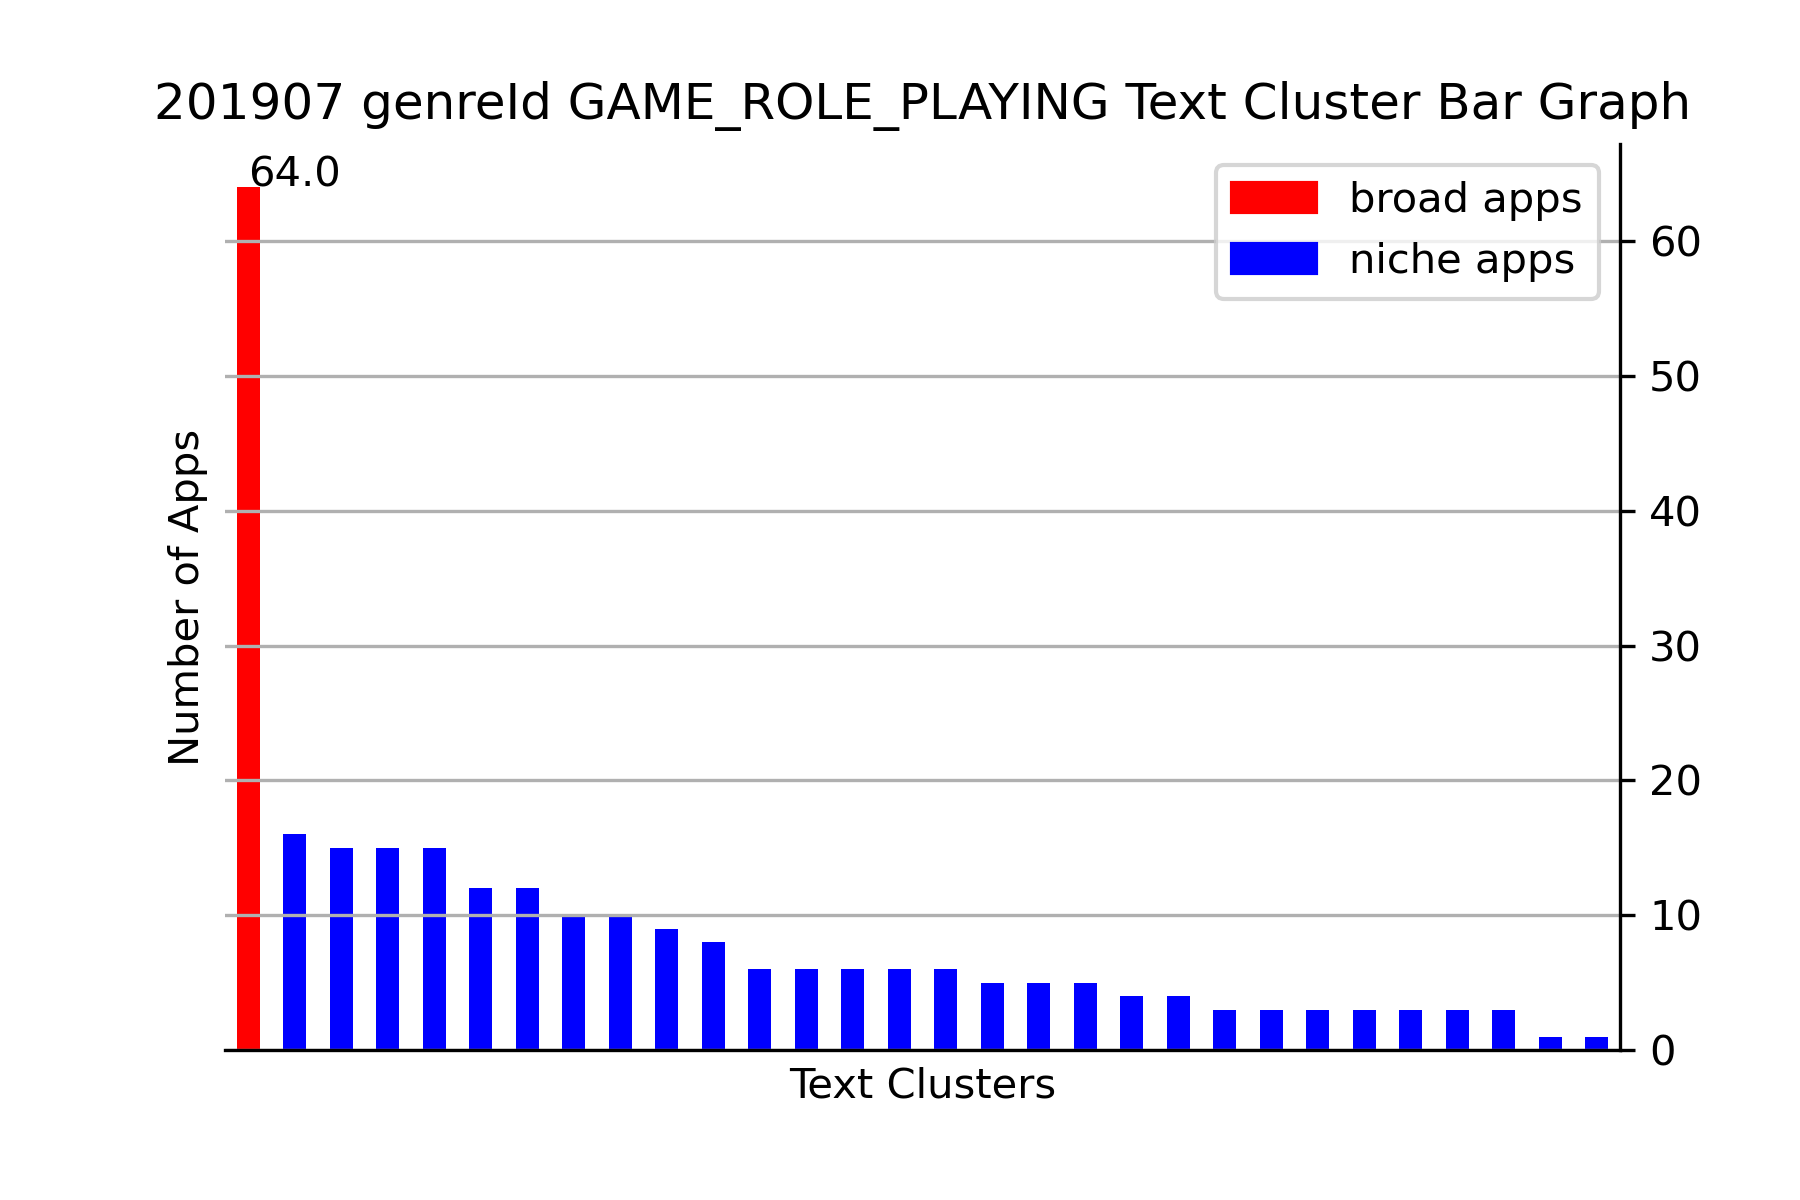 201907 genreId GAME_ROLE_PLAYING Text Cluster Bar Graph
64.0
broad apps
niche apps
60
50
40
30
20
10
0
Number of Apps
Text Clusters